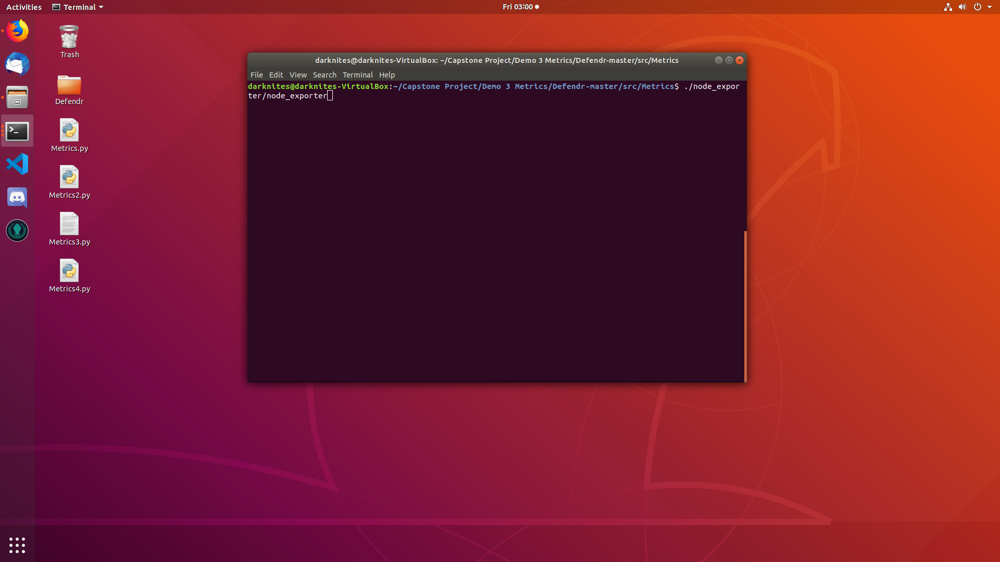 Activities
Terminal
Fri 03:00
Trash
Defendr
Metrics.py
Metrics2.py
Metrics3.py
Metrics4.py
darknites@darknites-VirtualBox: ~/Capstone Project/Demo 3 Metrics/Defendr-master/src/Metrics
File Edit View Search Terminal Help
darknites@darknites-VirtualBox:~/Capstone Project/Demo 3 Metrics/Defendr-master/src/Metrics$ ./node_expor
ter/node_exporter